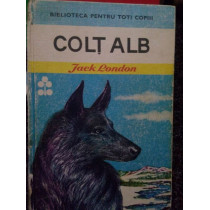 BIBLIOTECA PENTRU TOȚI COPIII
COLȚ ALB
Jack London